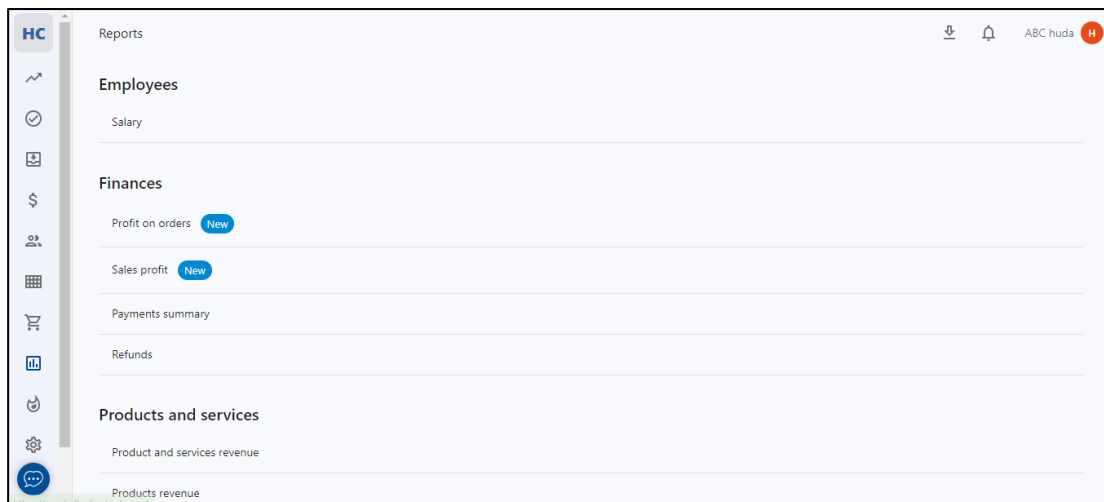 HC
Reports
ABC huda H
Employees
Salary
Finances
Profit on orders New
Sales profit New
Payments summary
Refunds
Products and services
Product and services revenue
Products revenue